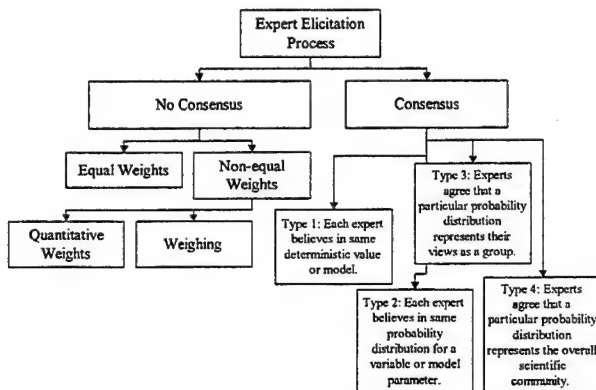 Expert Elicitation
Process
No Consensus
Consensus
Equal Weights
Non-equal
Weights
Quantitative
Weights
Weighing
Type 1: Each expert
believes in same
deterministic value
or model.
Type 3: Experts
agree that a
particular probability
distribution
represents their
views as a group.
Type 2: Each expert
believes in same
probability
distribution for a
variable or model
parameter.
Type 4: Experts
agree that a
particular probability
distribution
represents the overall
scientific
community.